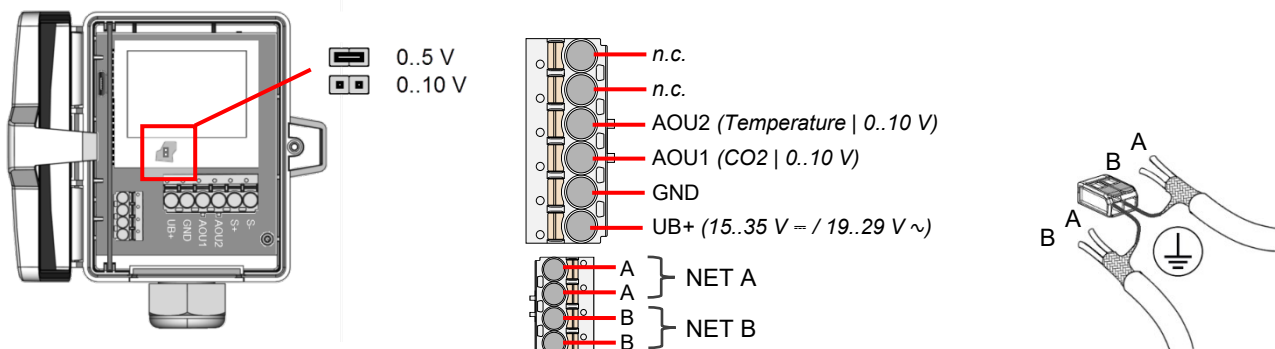 0..5 V
0..10 V
UB+
GND
AOU1
AOU2
S+
S-
n.c.
n.c.
AOU2 (Temperature | 0..10 V)
AOU1 (CO2 | 0..10 V)
GND
UB+ (15..35 V ⎓ / 19..29 V ~)
A
A
NET A
B
B
NET B
A
B
A
B